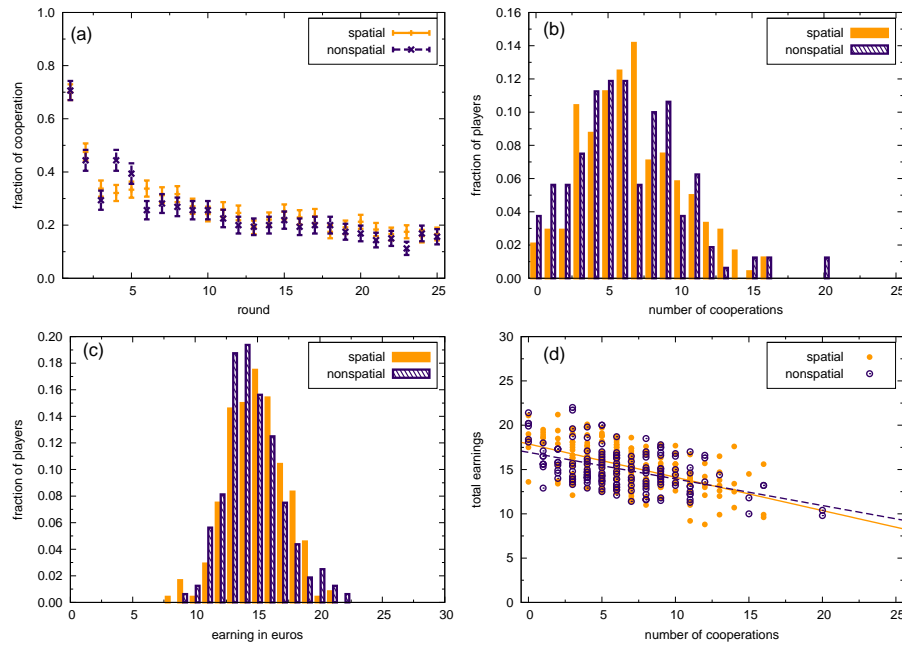 (a)
spatial
nonspatial
1.0
0.8
0.6
0.4
0.2
0.0
fraction of cooperation
5
10
15
20
25
round
(b)
spatial
nonspatial
0.16
0.14
0.12
0.10
0.08
0.06
0.04
0.02
0.00
fraction of players
0
5
10
15
20
25
number of cooperations
(c)
spatial
nonspatial
0.20
0.18
0.16
0.14
0.12
0.10
0.08
0.06
0.04
0.02
0.00
fraction of players
0
5
10
15
20
25
30
earning in euros
(d)
spatial
nonspatial
30
25
20
15
10
5
0
total earnings
0
5
10
15
20
25
number of cooperations